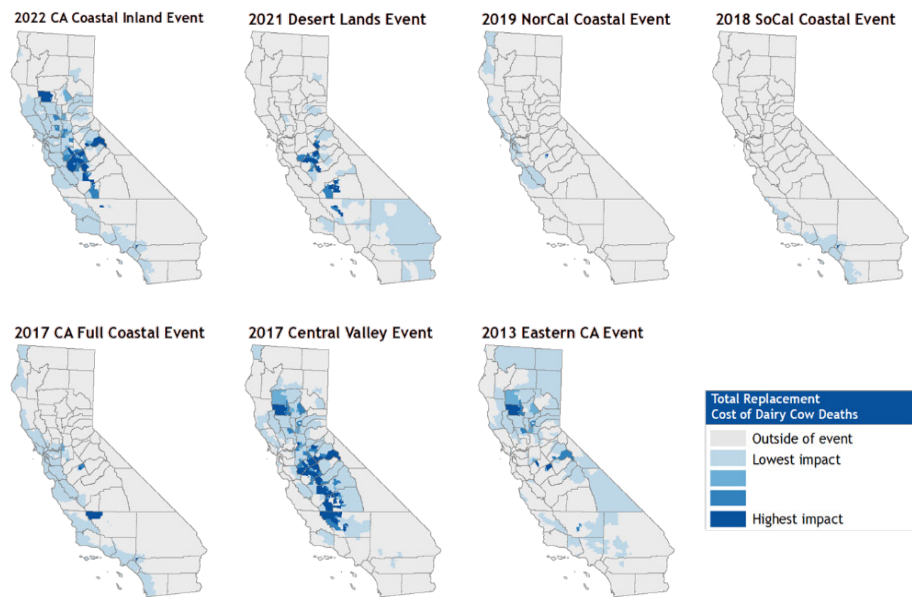 2022 CA Coastal Inland Event
2021 Desert Lands Event
2019 NorCal Coastal Event
2018 SoCal Coastal Event
2017 CA Full Coastal Event
2017 Central Valley Event
2013 Eastern CA Event
Total Replacement
Cost of Dairy Cow Deaths
Outside of event
Lowest impact
Highest impact